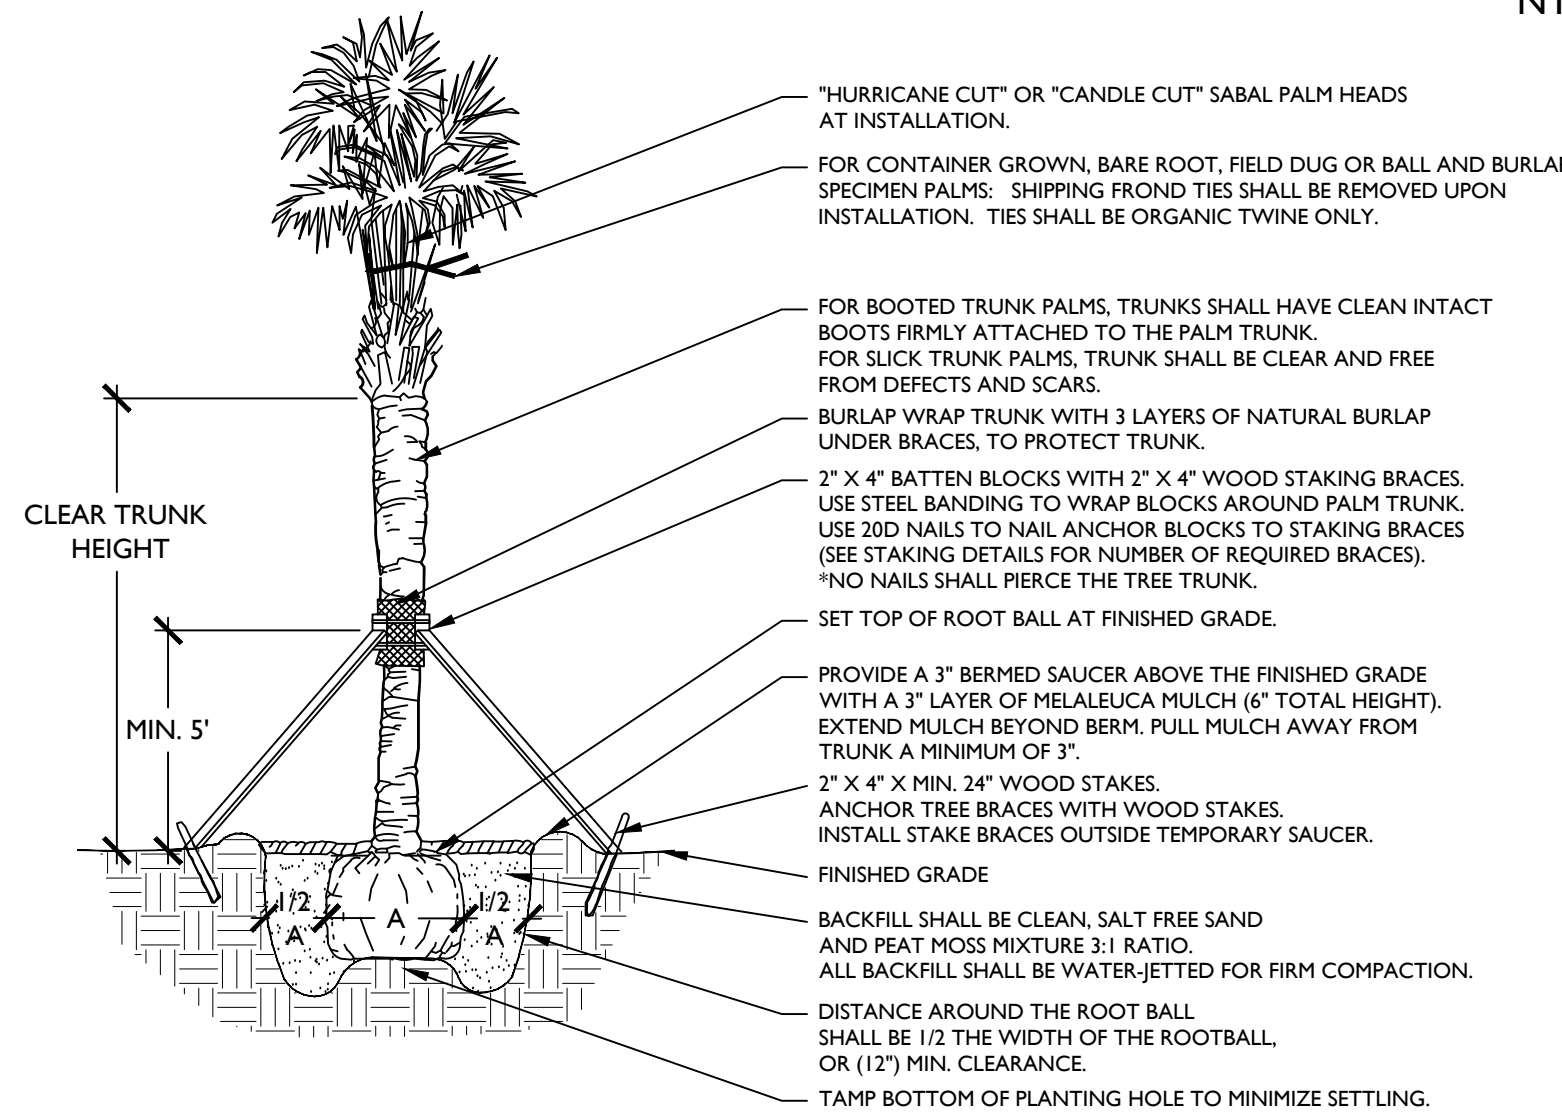 "HURRICANE CUT" OR "CANDLE CUT" SABAL PALM HEADS
AT INSTALLATION.
FOR CONTAINER GROWN, BARE ROOT, FIELD DUG OR BALL AND
SPECIMEN PALMS:   SHIPPING FROND TIES SHALL BE REMOVED UPON
INSTALLATION.  TIES SHALL BE ORGANIC TWINE ONLY.
FOR BOOTED TRUNK PALMS, TRUNKS SHALL HAVE CLEAN INTACT
BOOTS FIRMLY ATTACHED TO THE PALM TRUNK.
FOR SLICK TRUNK PALMS, TRUNK SHALL BE CLEAR AND FREE
FROM DEFECTS AND SCARS.
BURLAP WRAP TRUNK WITH 3 LAYERS OF NATURAL BURLAP
UNDER BRACES, TO PROTECT TRUNK.
2" X 4" BATTEN BLOCKS WITH 2" X 4" WOOD STAKING BRACES.
USE STEEL BANDING TO WRAP BLOCKS AROUND PALM TRUNK.
USE 20D NAILS TO NAIL ANCHOR BLOCKS TO STAKING BRACES
(SEE STAKING DETAILS FOR NUMBER OF REQUIRED BRACES).
*NO NAILS SHALL PIERCE THE TREE TRUNK.
SET TOP OF ROOT BALL AT FINISHED GRADE.
PROVIDE A 3" BERMED SAUCER ABOVE THE FINISHED GRADE
WITH A 3" LAYER OF MELALEUCA MULCH (6" TOTAL HEIGHT).
EXTEND MULCH BEYOND BERM. PULL MULCH AWAY FROM
TRUNK A MINIMUM OF 3".
2" X 4" X MIN. 24" WOOD STAKES.
ANCHOR TREE BRACES WITH WOOD STAKES.
INSTALL STAKE BRACES OUTSIDE TEMPORARY SAUCER.
FINISHED GRADE
BACKFILL SHALL BE CLEAN, SALT FREE SAND
AND PEAT MOSS MIXTURE 3:1 RATIO.
ALL BACKFILL SHALL BE WATER-JETTED FOR FIRM COMPACTION.
DISTANCE AROUND THE ROOT BALL
SHALL BE 1/2 THE WIDTH OF THE ROOTBALL,
OR (12") MIN. CLEARANCE.
TAMP BOTTOM OF PLANTING HOLE TO MINIMIZE SETTLING.
CLEAR TRUNK
HEIGHT
MIN. 5'
1/2
A
A
1/2
A